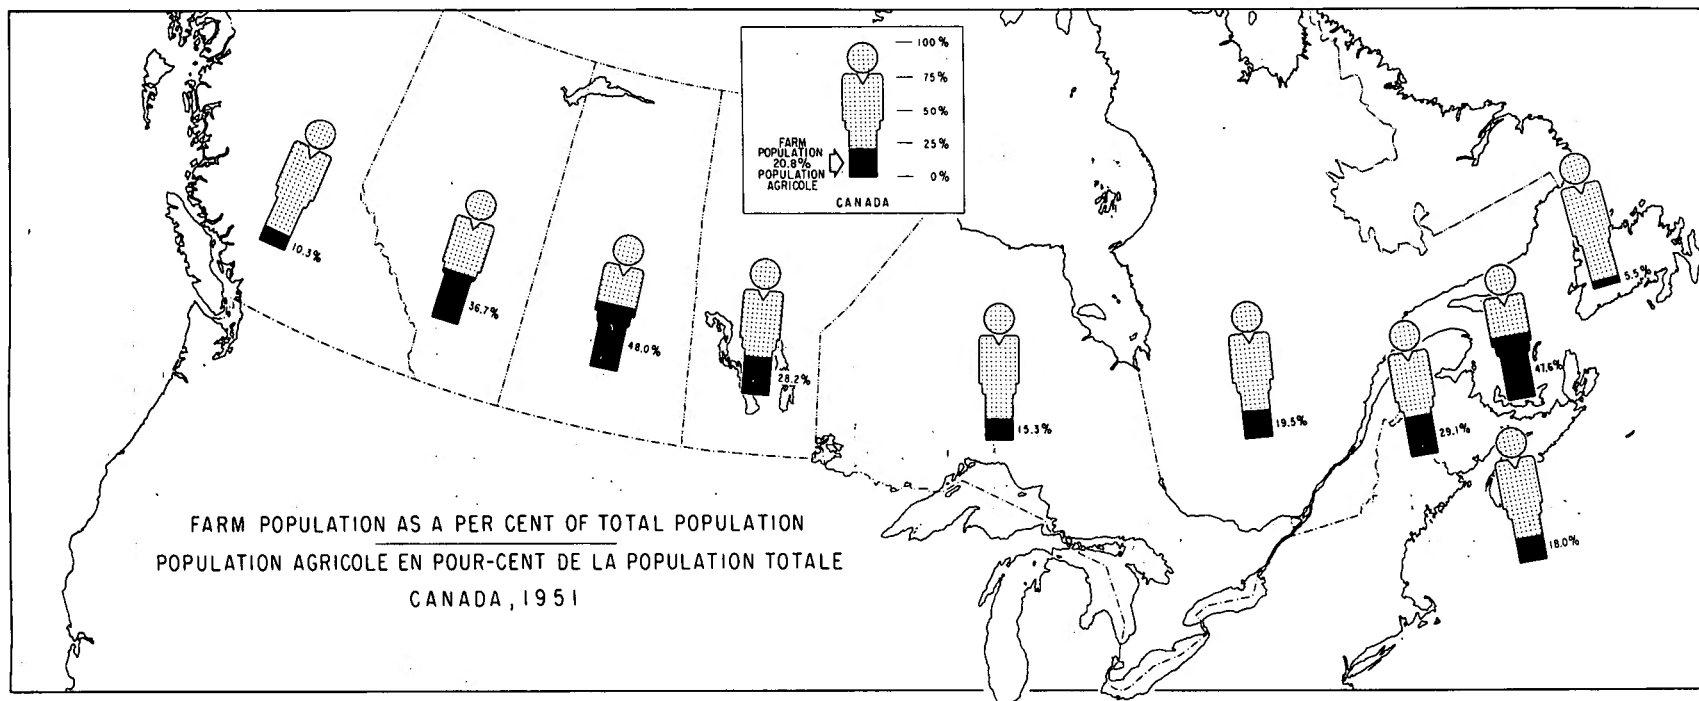 100%
75%
50%
25%
0%
FARM
POPULATION
20.8%
POPULATION
AGRICOLE
CANADA
10.3%
36.7%
48.0%
28.2%
15.3%
19.5%
29.1%
47.6%
5.5%
18.0%
FARM POPULATION AS A PER CENT OF TOTAL POPULATION
POPULATION AGRICOLE EN POUR-CENT DE LA POPULATION TOTALE
CANADA, 1951